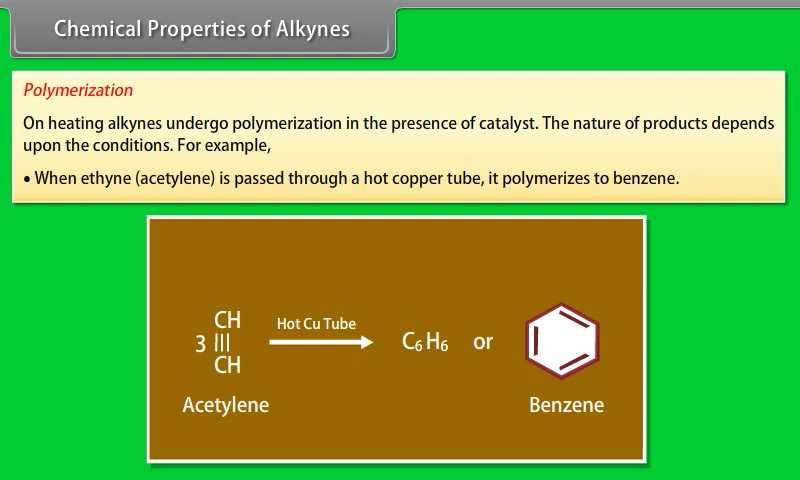 Chemical Properties of Alkynes
Polymerization
On heating alkynes undergo polymerization in the presence of catalyst. The nature of products depends
upon the conditions. For example,
• When ethyne (acetylene) is passed through a hot copper tube, it polymerizes to benzene.
CH
3 ||| Hot Cu Tube C₆H₆ or
CH
Acetylene Benzene